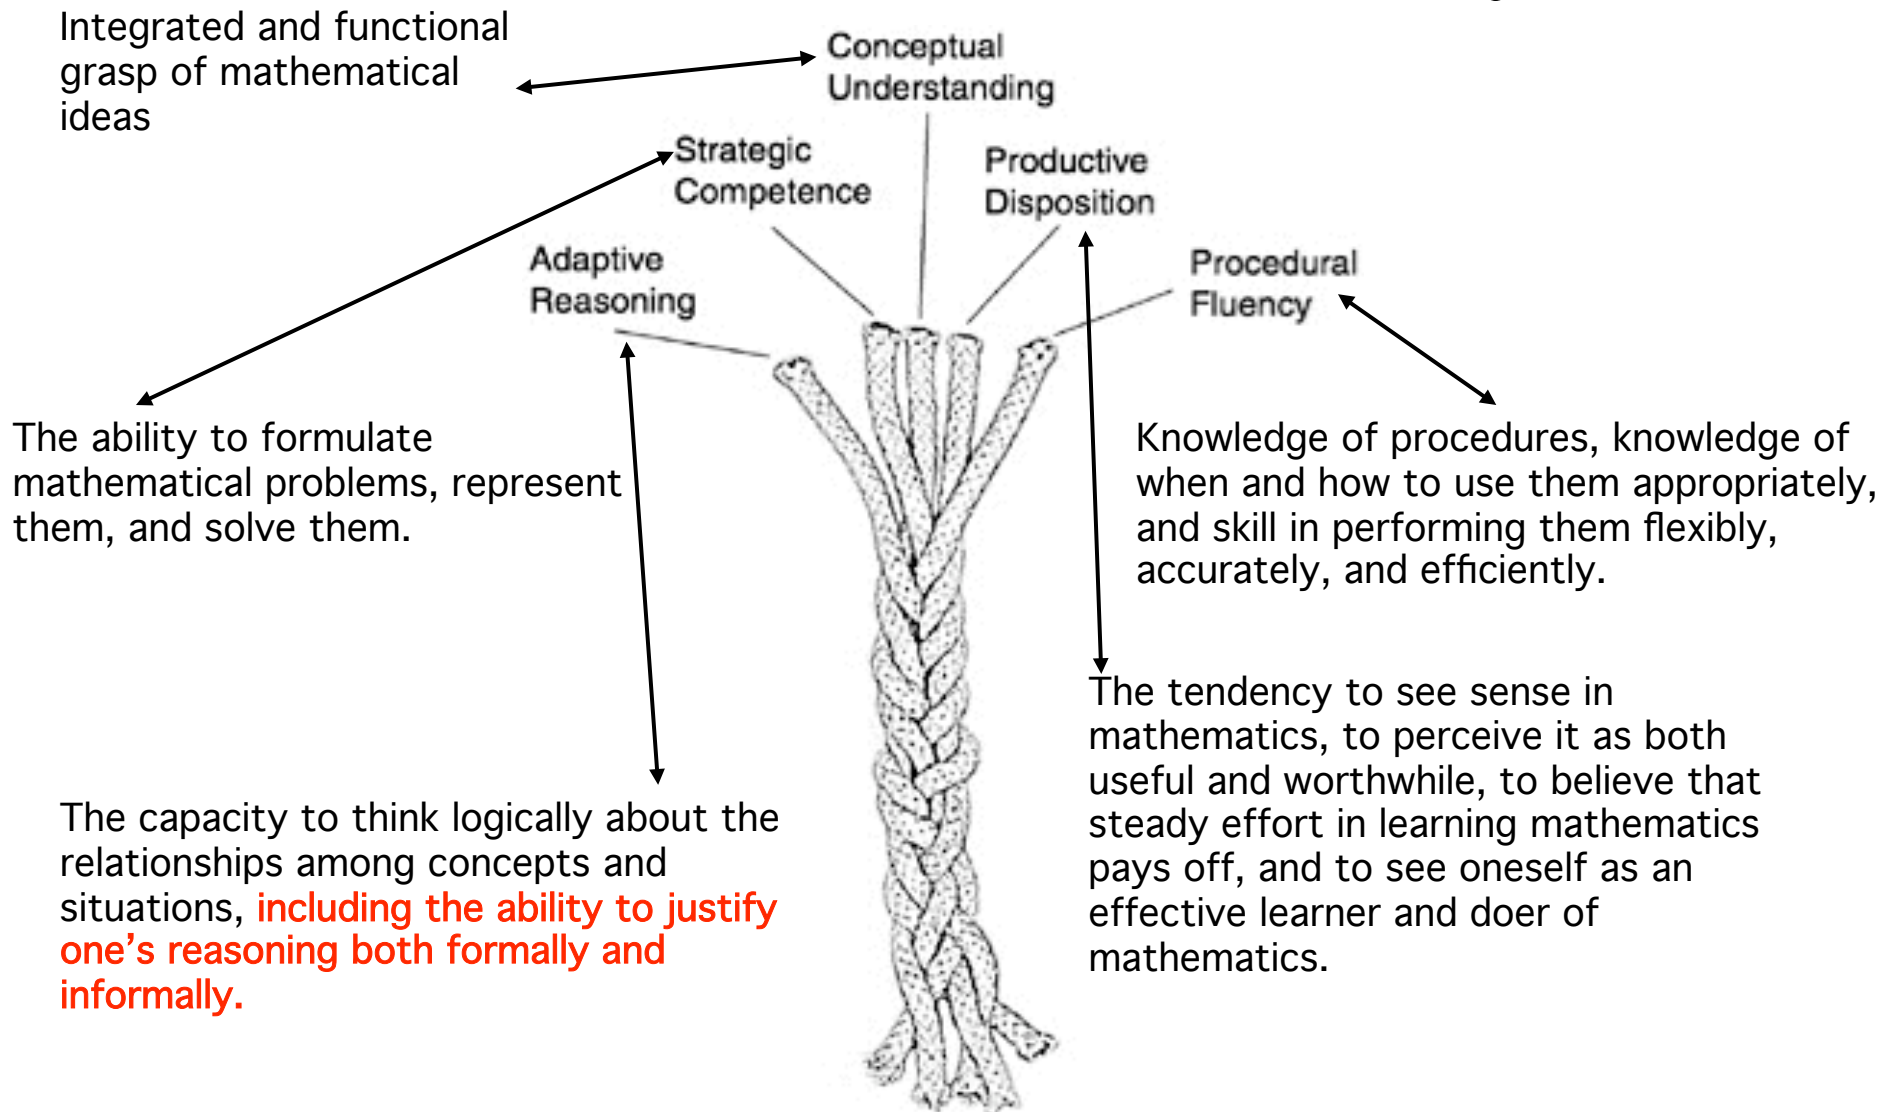 Integrated and functional
grasp of mathematical
ideas
Conceptual
Understanding
Strategic
Competence
Productive
Disposition
Adaptive
Reasoning
Procedural
Fluency
The ability to formulate
mathematical problems, represent
them, and solve them.
Knowledge of procedures, knowledge of
when and how to use them appropriately,
and skill in performing them flexibly,
accurately, and efficiently.
The tendency to see sense in
mathematics, to perceive it as both
useful and worthwhile, to believe that
steady effort in learning mathematics
pays off, and to see oneself as an
effective learner and doer of
mathematics.
The capacity to think logically about the
relationships among concepts and
situations, including the ability to justify
one’s reasoning both formally and
informally.